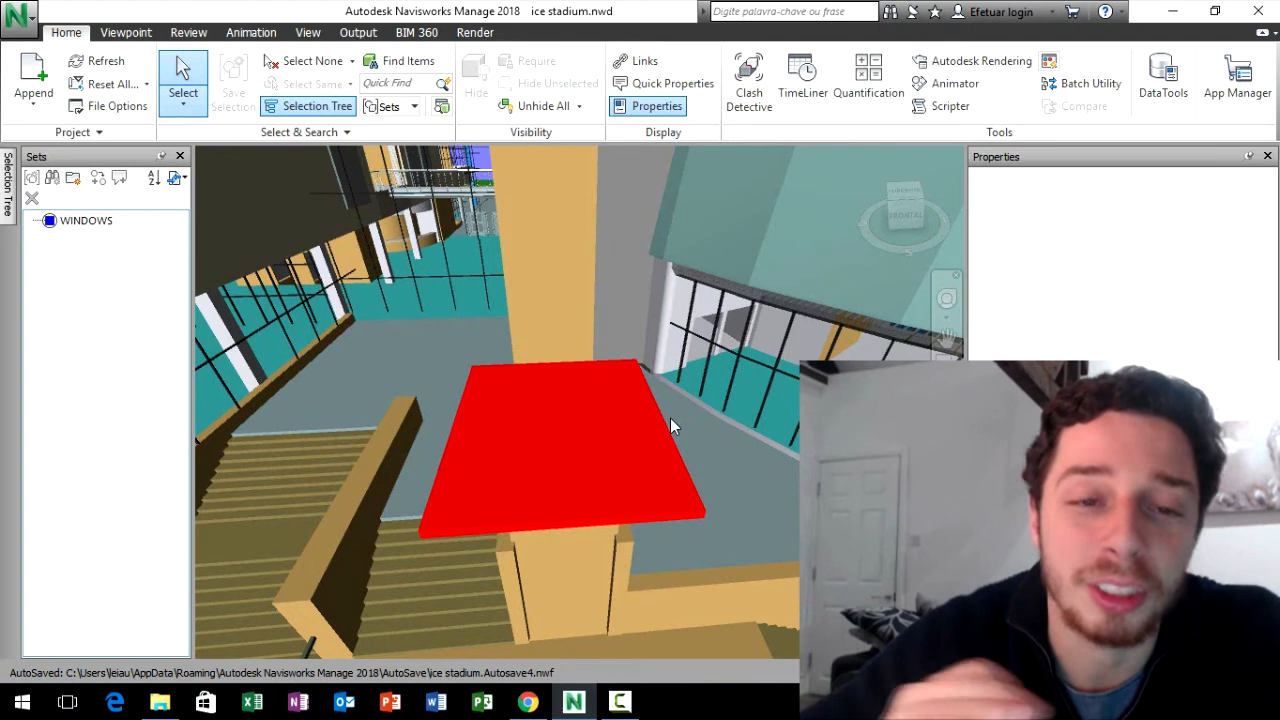 Autodesk Navisworks Manage 2018 ice stadium.nwd
Digite palavra-chave ou frase
Efetuar login
Home Viewpoint Review Animation View Output BIM 360 Render
Append
Refresh
Reset All...
File Options
Project
Select
Save Selection
Select None
Select Same
Selection Tree
Find Items
Quick Find
Sets
Select & Search
Hide
Require
Hide Unselected
Unhide All
Visibility
Links
Quick Properties
Properties
Display
Clash Detective
TimeLiner
Quantification
Autodesk Rendering
Animator
Scripter
Batch Utility
Compare
DataTools
App Manager
Tools
Selection Tree
Sets
WINDOWS
Properties
FRONTAL
AutoSaved: C:\Users\leiau\AppData\Roaming\Autodesk Navisworks Manage 2018\AutoSave\ice stadium.Autosave4.nwf